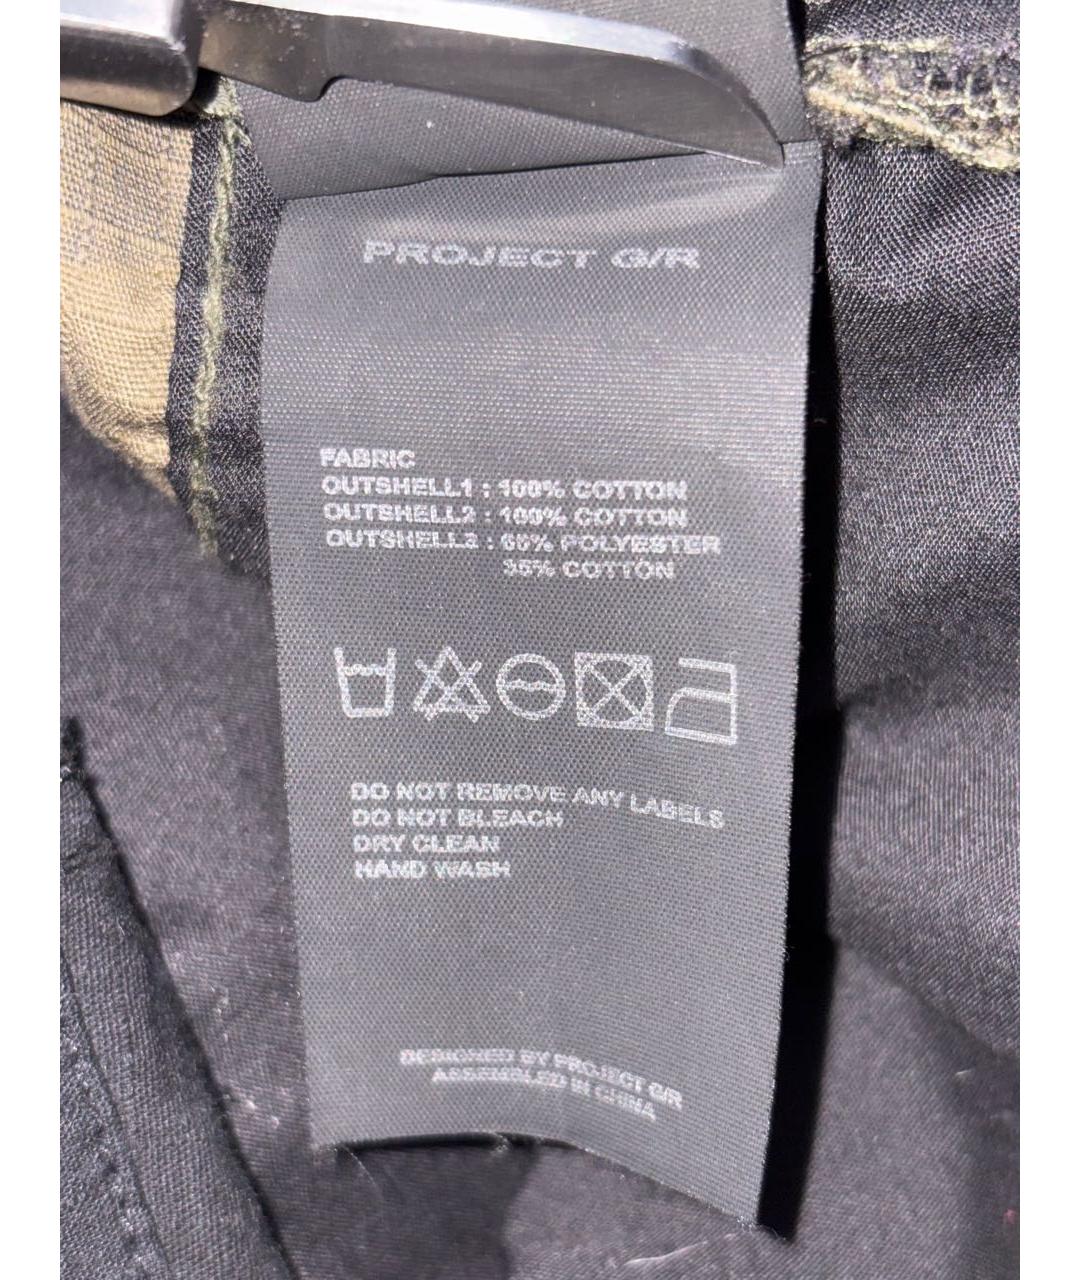 PROJECT G/R
FABRIC
OUTSHELL1 : 100% COTTON
OUTSHELL2 : 100% COTTON
OUTSHELL3 : 65% POLYESTER
35% COTTON
DO NOT REMOVE ANY LABELS
DO NOT BLEACH
DRY CLEAN
HAND WASH
DESIGNED BY PROJECT G/R
ASSEMBLED IN CHINA